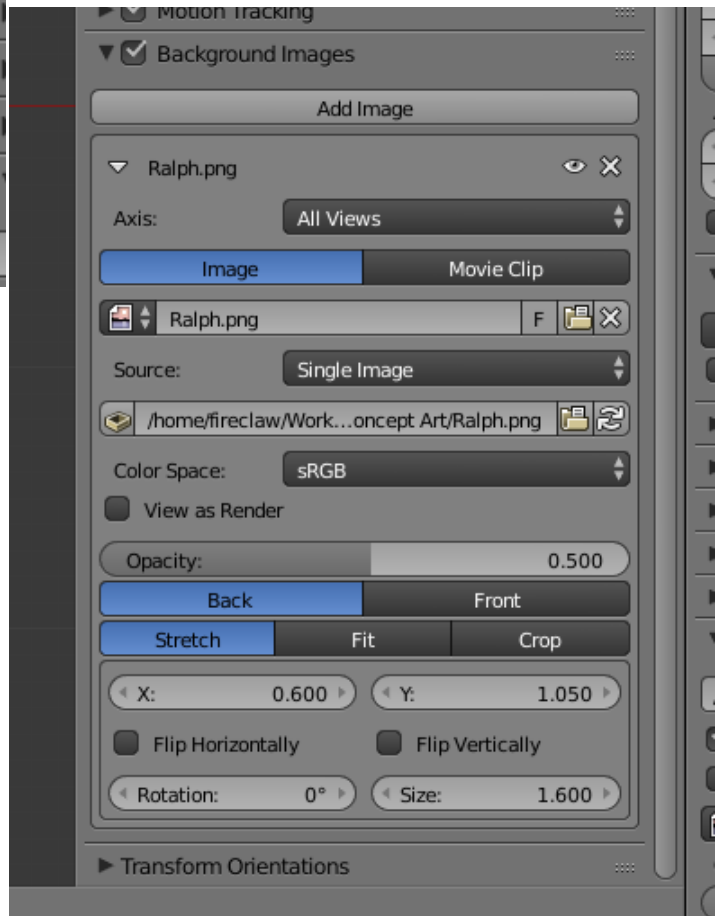 Motion Tracking
Background Images
Add Image
Ralph.png
Axis: All Views
Image Movie Clip
Ralph.png F
Source: Single Image
/home/fireclaw/Work...oncept Art/Ralph.png
Color Space: sRGB
View as Render
Opacity: 0.500
Back Front
Stretch Fit Crop
X: 0.600 Y: 1.050
Flip Horizontally Flip Vertically
Rotation: 0° Size: 1.600
Transform Orientations